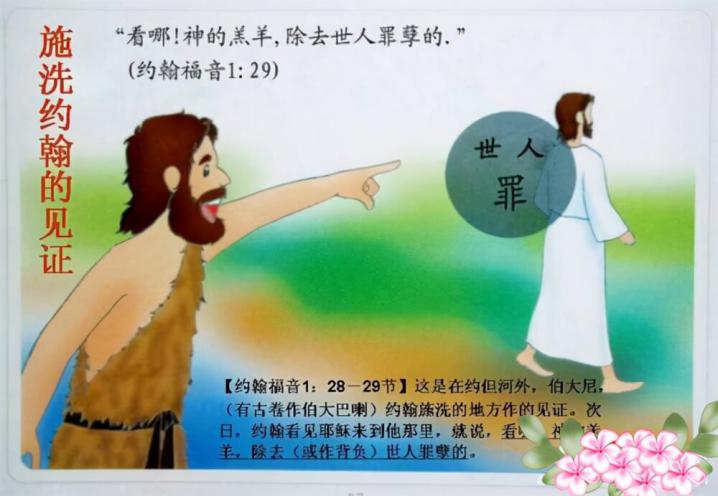 施洗约翰的见证
“看哪!神的羔羊,除去世人罪孽的.”
(约翰福音1:29)
世人
罪
【约翰福音1：28－29节】这是在约但河外，伯大尼，
（有古卷作伯大巴喇）约翰施洗的地方作的见证。次
日，约翰看见耶稣来到他那里，就说，看
羊，除去（或作背负）世人罪孽的。